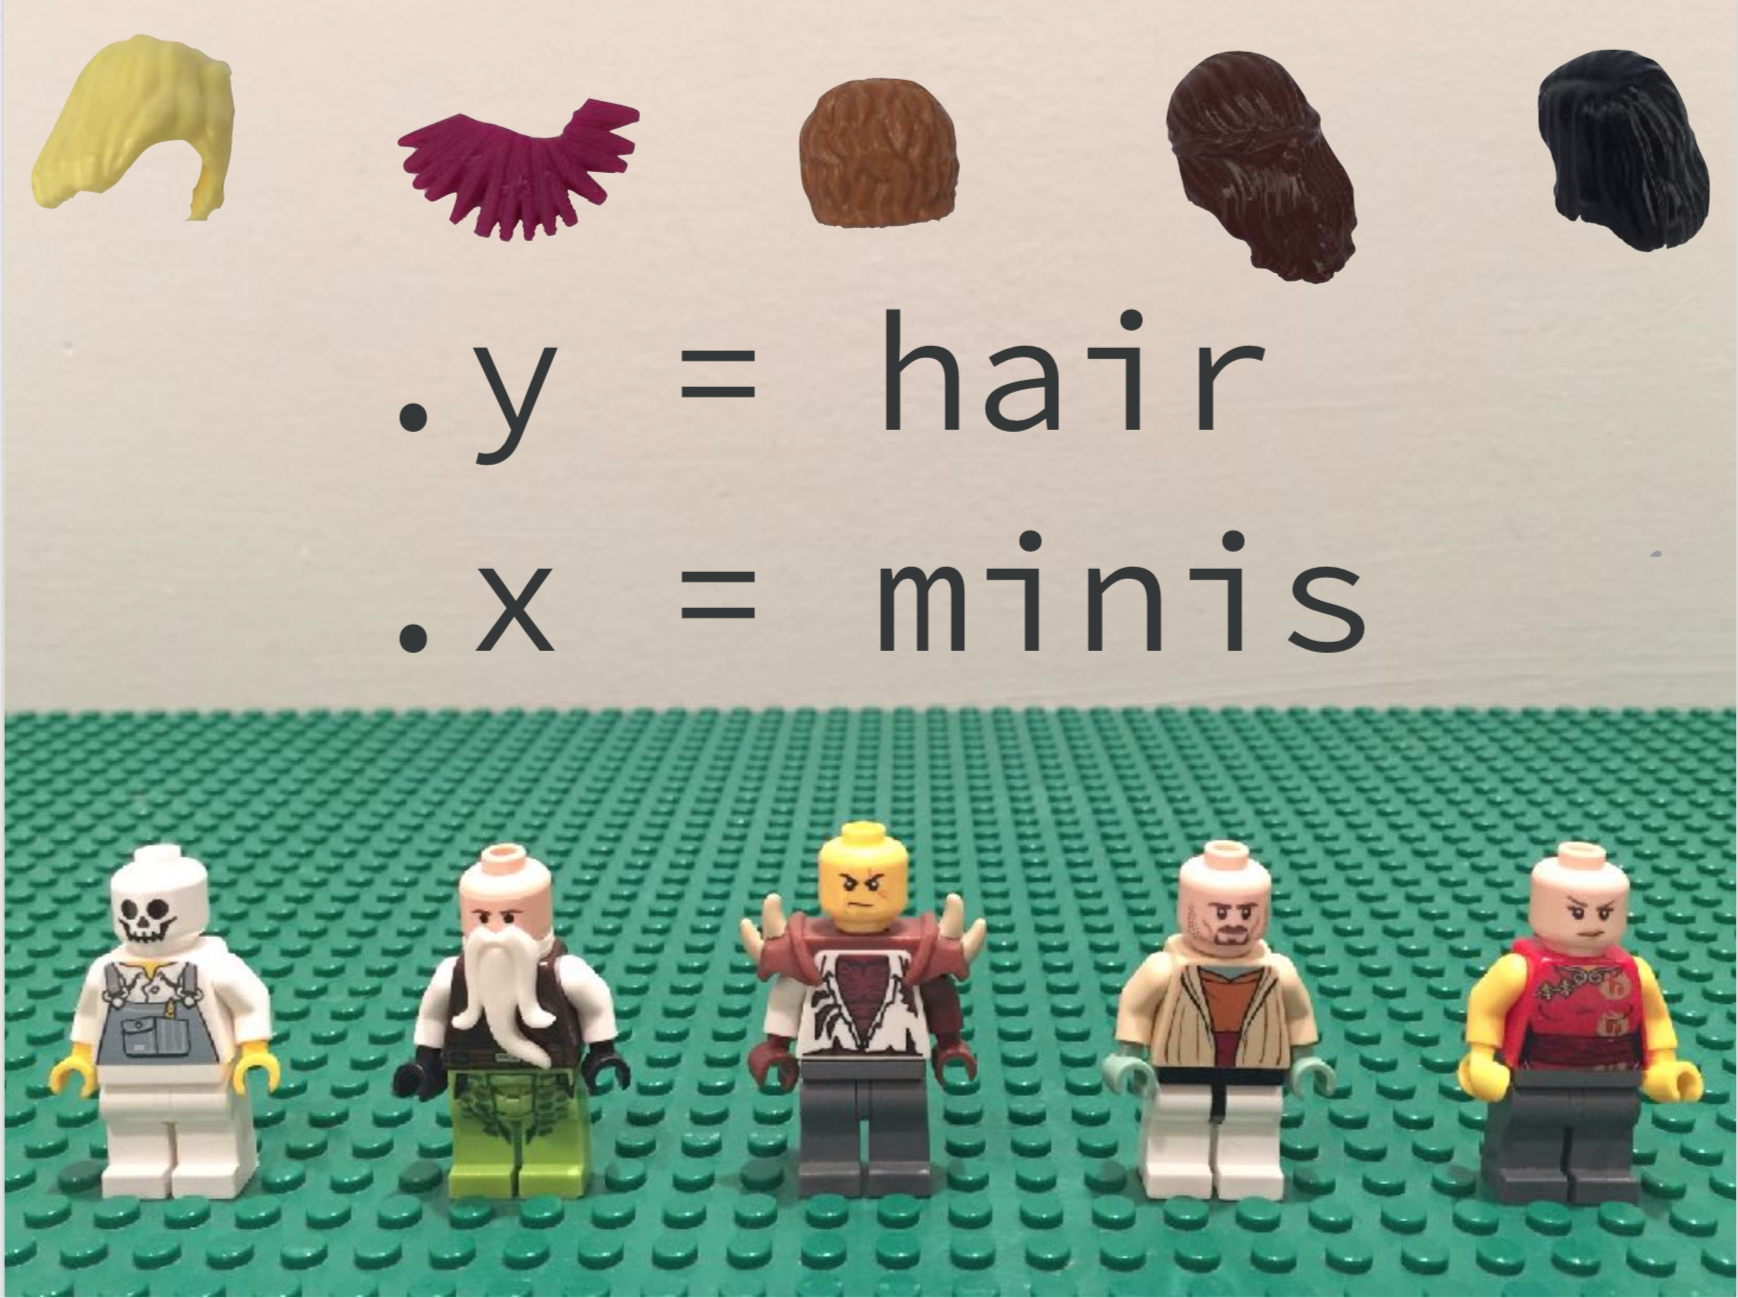 .y = hair
.x = minis